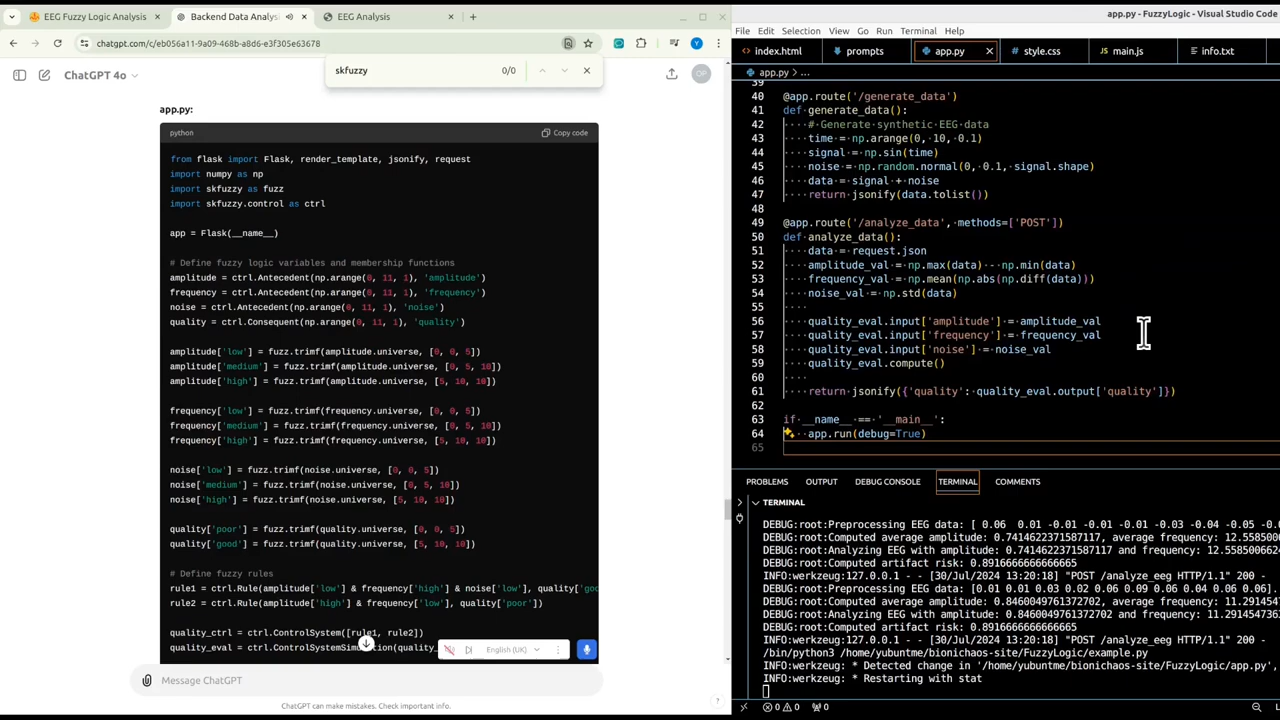 EEG Fuzzy Logic Analysis
Backend Data Analys
EEG Analysis
chatgpt.com/c/eb056a11-9a09-468b-a8d6-e3f305e63678
Y
skfuzzy
0/0
ChatGPT 4o
OP
app.py:
python
Copy code
from flask import Flask, render_template, jsonify, request
import numpy as np
import skfuzzy as fuzz
import skfuzzy.control as ctrl
app = Flask(__name__)
# Define fuzzy logic variables and membership functions
amplitude = ctrl.Antecedent(np.arange(0, 11, 1), 'amplitude')
frequency = ctrl.Antecedent(np.arange(0, 11, 1), 'frequency')
noise = ctrl.Antecedent(np.arange(0, 11, 1), 'noise')
quality = ctrl.Consequent(np.arange(0, 11, 1), 'quality')
amplitude['low'] = fuzz.trimf(amplitude.universe, [0, 0, 5])
amplitude['medium'] = fuzz.trimf(amplitude.universe, [0, 5, 10])
amplitude['high'] = fuzz.trimf(amplitude.universe, [5, 10, 10])
frequency['low'] = fuzz.trimf(frequency.universe, [0, 0, 5])
frequency['medium'] = fuzz.trimf(frequency.universe, [0, 5, 10])
frequency['high'] = fuzz.trimf(frequency.universe, [5, 10, 10])
noise['low'] = fuzz.trimf(noise.universe, [0, 0, 5])
noise['medium'] = fuzz.trimf(noise.universe, [0, 5, 10])
noise['high'] = fuzz.trimf(noise.universe, [5, 10, 10])
quality['poor'] = fuzz.trimf(quality.universe, [0, 0, 5])
quality['good'] = fuzz.trimf(quality.universe, [5, 10, 10])
# Define fuzzy rules
rule1 = ctrl.Rule(amplitude['low'] & frequency['high'] & noise['low'], quality['goo
rule2 = ctrl.Rule(amplitude['high'] & frequency['low'], quality['poor'])
quality_ctrl = ctrl.ControlSystem([rule1, rule2])
quality_eval = ctrl.ControlSystemSimulation(quality_
English (UK)
Message ChatGPT
ChatGPT can make mistakes. Check important info.
?
app.py - FuzzyLogic - Visual Studio Code
File Edit Selection View Go Run Terminal Help
index.html
prompts
app.py
style.css
main.js
info.txt
app.py > ...
39
40 @app.route('/generate_data')
41 def generate_data():
42 # Generate synthetic EEG data
43 time = np.arange(0, 10, 0.1)
44 signal = np.sin(time)
45 noise = np.random.normal(0, 0.1, signal.shape)
46 data = signal + noise
47 return jsonify(data.tolist())
48
49 @app.route('/analyze_data', methods=['POST'])
50 def analyze_data():
51 data = request.json
52 amplitude_val = np.max(data) - np.min(data)
53 frequency_val = np.mean(np.abs(np.diff(data)))
54 noise_val = np.std(data)
55
56 quality_eval.input['amplitude'] = amplitude_val
57 quality_eval.input['frequency'] = frequency_val
58 quality_eval.input['noise'] = noise_val
59 quality_eval.compute()
60
61 return jsonify({'quality': quality_eval.output['quality']})
62
63 if __name__ == '__main__':
64 app.run(debug=True)
65
PROBLEMS OUTPUT DEBUG CONSOLE TERMINAL COMMENTS
TERMINAL
DEBUG:root:Preprocessing EEG data: [ 0.06 0.01 -0.01 -0.01 -0.01 -0.03 -0.04 -0.05 -0.0
DEBUG:root:Computed average amplitude: 0.7414622371587117, average frequency: 12.5585006
DEBUG:root:Analyzing EEG with amplitude: 0.7414622371587117 and frequency: 12.5585006624
DEBUG:root:Computed artifact risk: 0.8916666666666665
INFO:werkzeug:127.0.0.1 - - [30/Jul/2024 13:20:18] "POST /analyze_eeg HTTP/1.1" 200 -
DEBUG:root:Preprocessing EEG data: [0.01 0.01 0.03 0.02 0.06 0.09 0.06 0.04 0.06 0.06
DEBUG:root:Computed average amplitude: 0.8460049761372702, average frequency: 11.2914545
DEBUG:root:Analyzing EEG with amplitude: 0.8460049761372702 and frequency: 11.2914547363
DEBUG:root:Computed artifact risk: 0.8916666666666665
INFO:werkzeug:127.0.0.1 - - [30/Jul/2024 13:20:18] "POST /analyze_eeg HTTP/1.1" 200 -
/bin/python3 /home/yubuntme/bionichaos-site/FuzzyLogic/example.py
INFO:werkzeug: * Detected change in '/home/yubuntme/bionichaos-site/FuzzyLogic/app.py',
INFO:werkzeug: * Restarting with stat
0 0 0